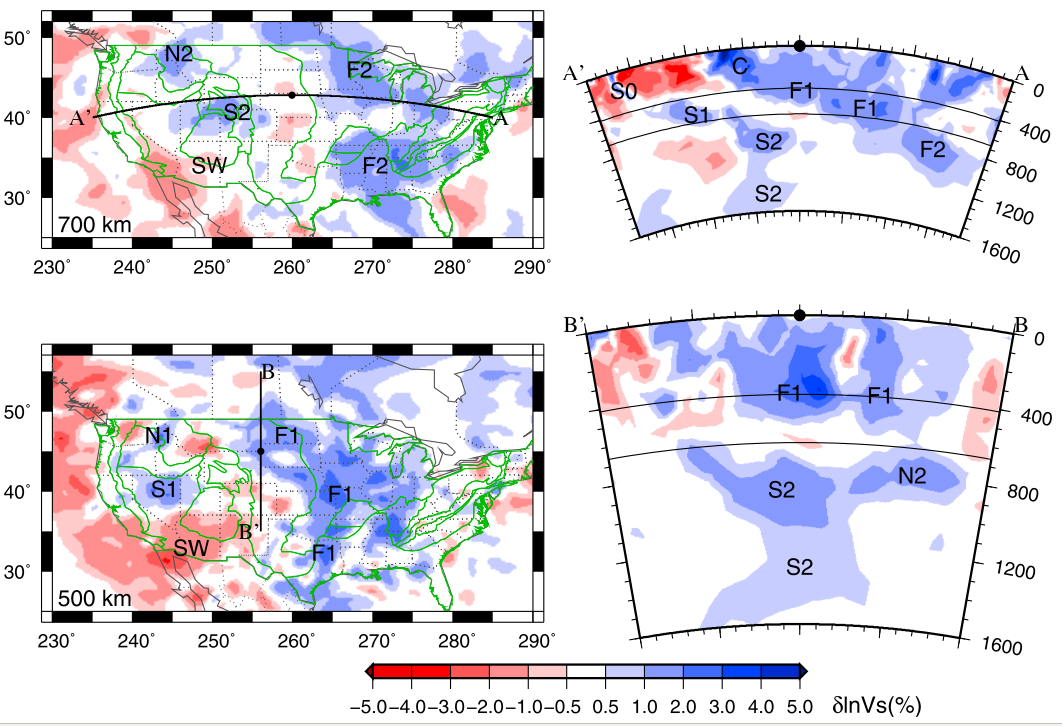 50°
40°
30°
N2
F2
A'
S2
A
SW
F2
700 km
230° 240° 250° 260° 270° 280° 290°
A'
A
S0
C
F1
F1
S1
S2
F2
S2
0
400
800
1200
1600
50°
40°
30°
B
N1
F1
S1
F1
B'
SW
F1
500 km
230° 240° 250° 260° 270° 280° 290°
B'
B
F1
F1
S2
N2
S2
0
400
800
1200
1600
−5.0 −4.0 −3.0 −2.0 −1.0 −0.5 0.5 1.0 2.0 3.0 4.0 5.0 δlnVs(%)